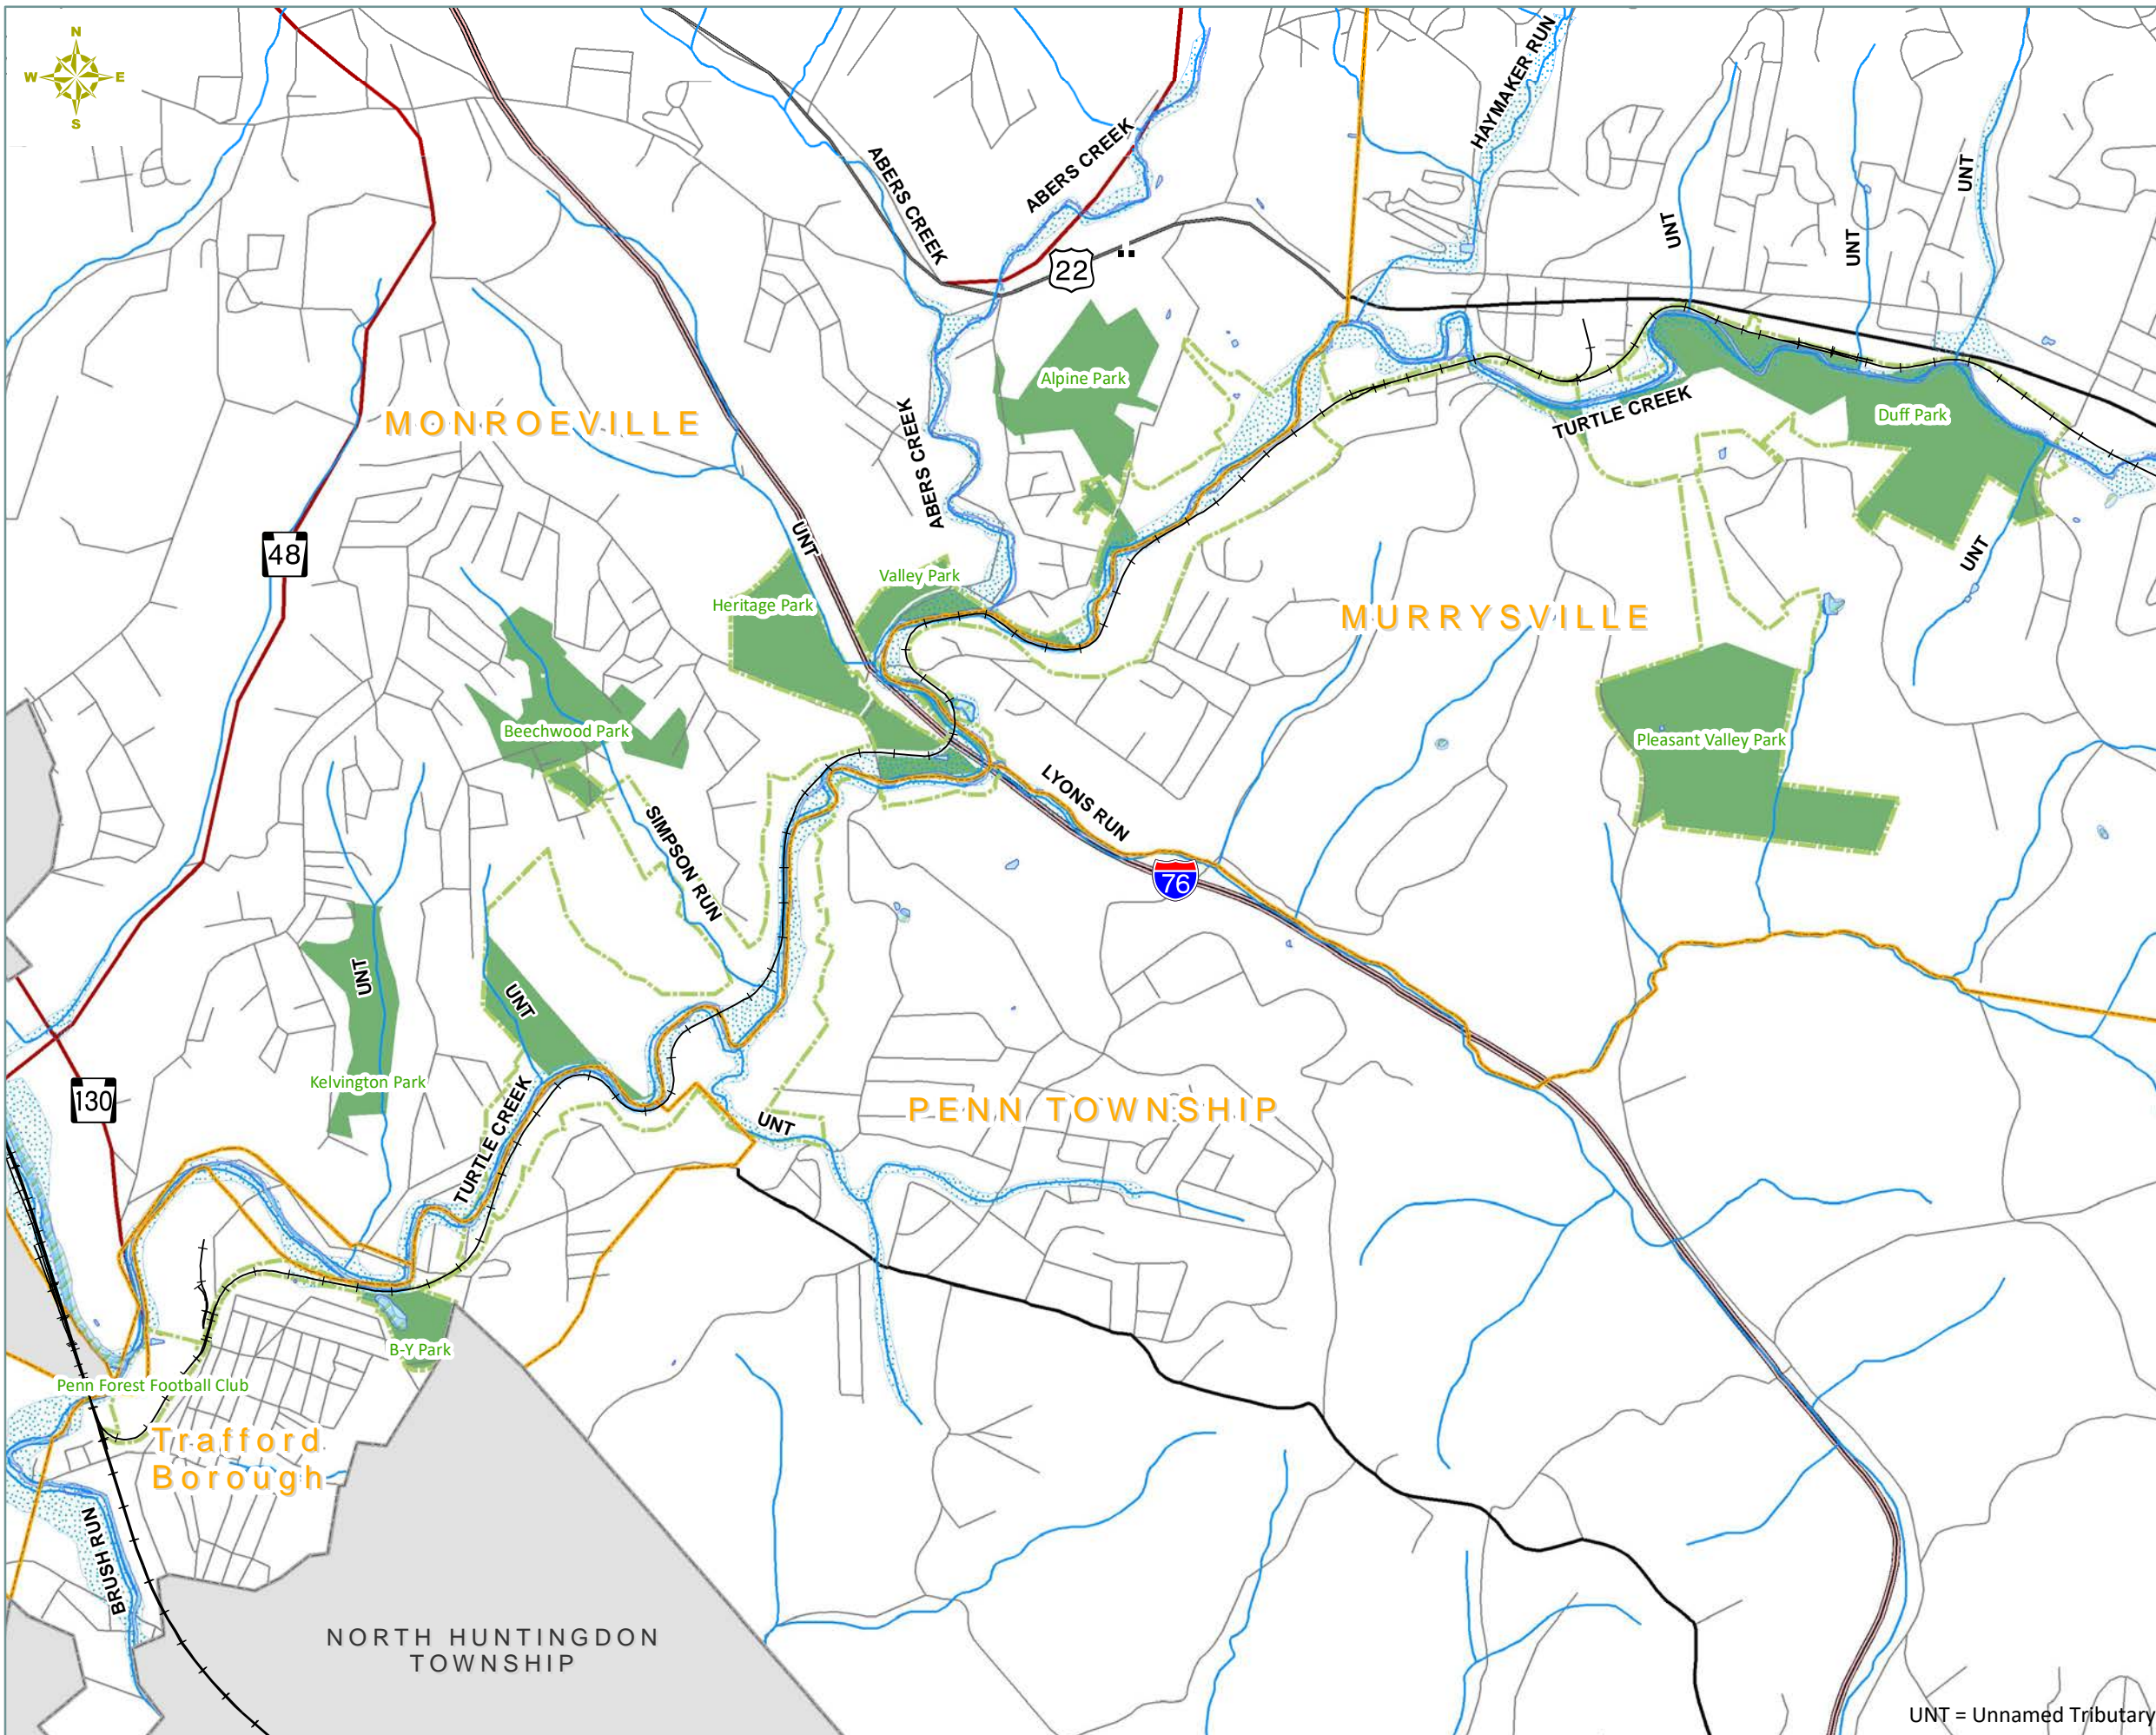 N
W E
S
HAYMAKER RUN
ABERS CREEK
ABERS CREEK
UNT
UNT
UNT
22
Alpine Park
MONROEVILLE
ABERS CREEK
TURTLE CREEK
Duff Park
48
UNT
UNT
Valley Park
Heritage Park
MURRYSVILLE
Beechwood Park
Pleasant Valley Park
LYONS RUN
SIMPSON RUN
76
UNT
UNT
Kelvington Park
130
TURTLE CREEK
UNT
PENN TOWNSHIP
B-Y Park
Penn Forest Football Club
Trafford
Borough
BRUSH RUN
NORTH HUNTINGDON
TOWNSHIP
UNT = Unnamed Tributary